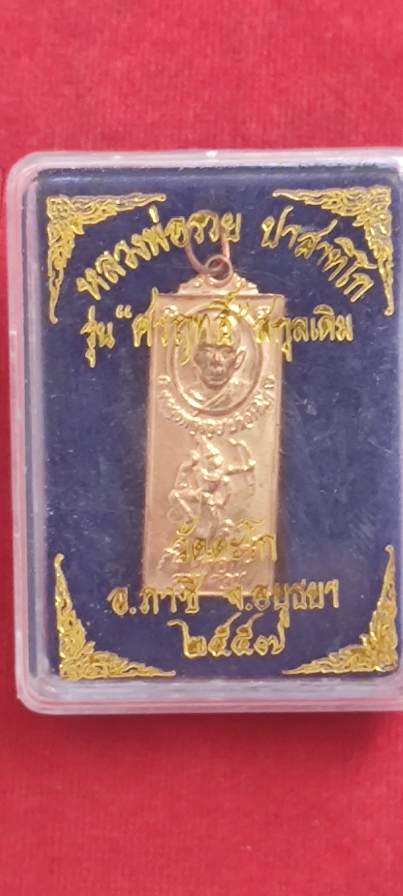 หลวงพ่อรวย ปาสาทิโก
รุ่น "ศรัฤทธิ์" สกุลเดิม
วัดตะโก
อ.ภาชี จ.อยุธยา
๒๕๕๗